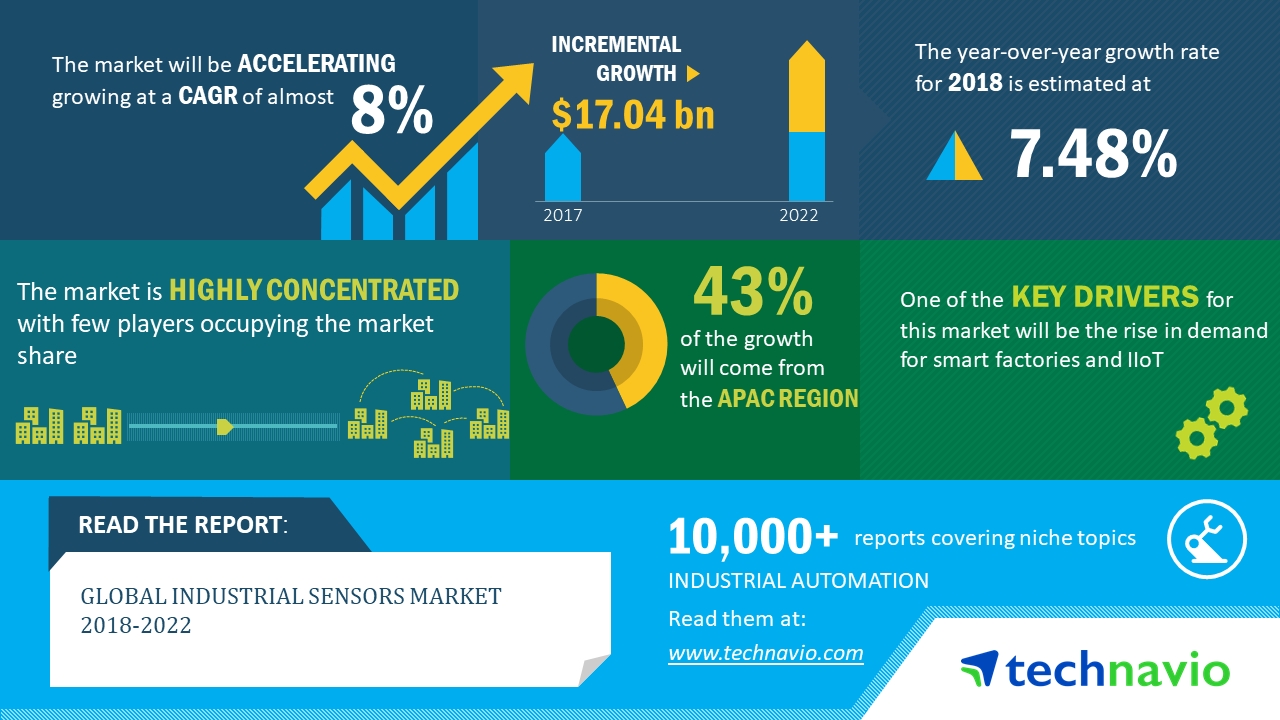 The market will be ACCELERATING
growing at a CAGR of almost 8%
INCREMENTAL
GROWTH
$17.04 bn
2017
2022
The year-over-year growth rate
for 2018 is estimated at
7.48%
The market is HIGHLY CONCENTRATED
with few players occupying the market
share
43%
of the growth
will come from
the APAC REGION
One of the KEY DRIVERS for
this market will be the rise in demand
for smart factories and IIoT
READ THE REPORT:
GLOBAL INDUSTRIAL SENSORS MARKET
2018-2022
10,000+ reports covering niche topics
INDUSTRIAL AUTOMATION
Read them at:
www.technavio.com
technavio